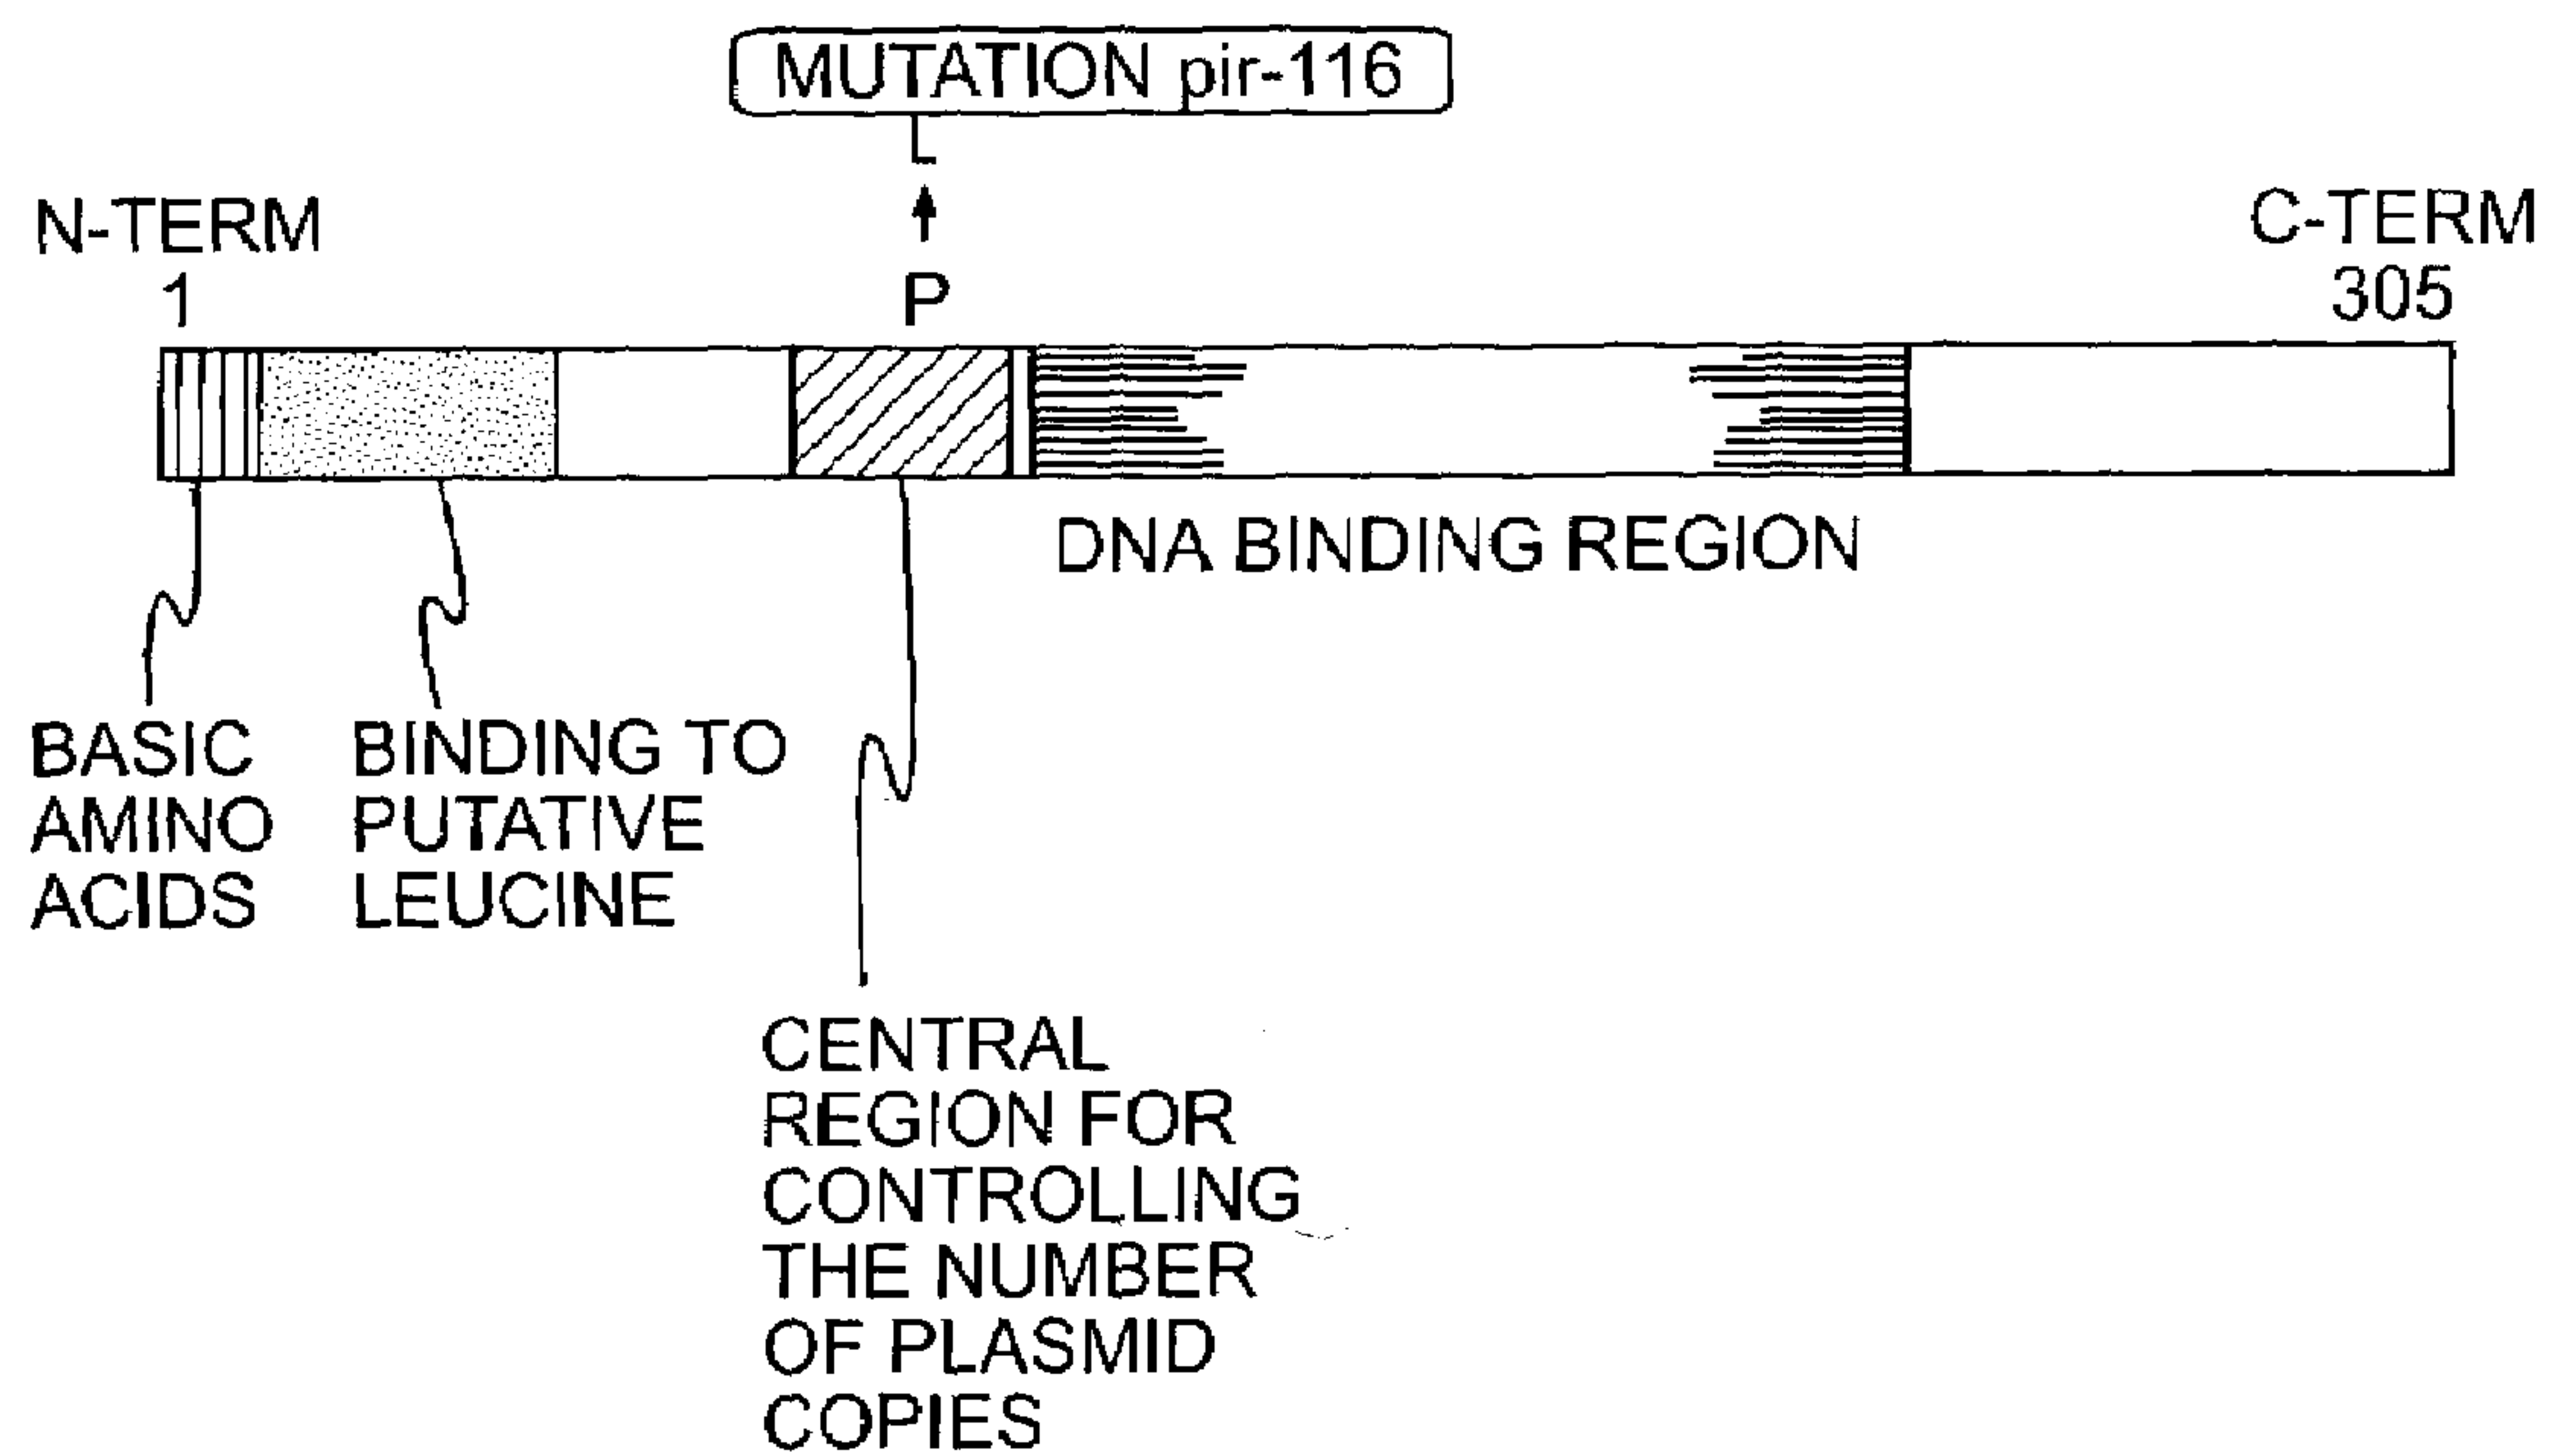 MUTATION pir-116
L
N-TERM
1
P
C-TERM
305
DNA BINDING REGION
BASIC
AMINO
ACIDS
BINDING TO
PUTATIVE
LEUCINE
CENTRAL
REGION FOR
CONTROLLING
THE NUMBER
OF PLASMID
COPIES